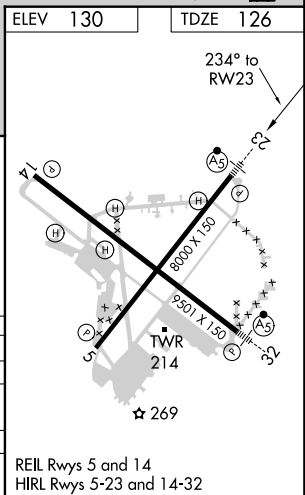 ELEV 130
TDZE 126
234° to
RW23
23
A5
14
P
P
H
H
H
H
8000 X 150
9501 X 150
P
A5
5
TWR
214
P
32
269
REIL Rwys 5 and 14
HIRL Rwys 5-23 and 14-32